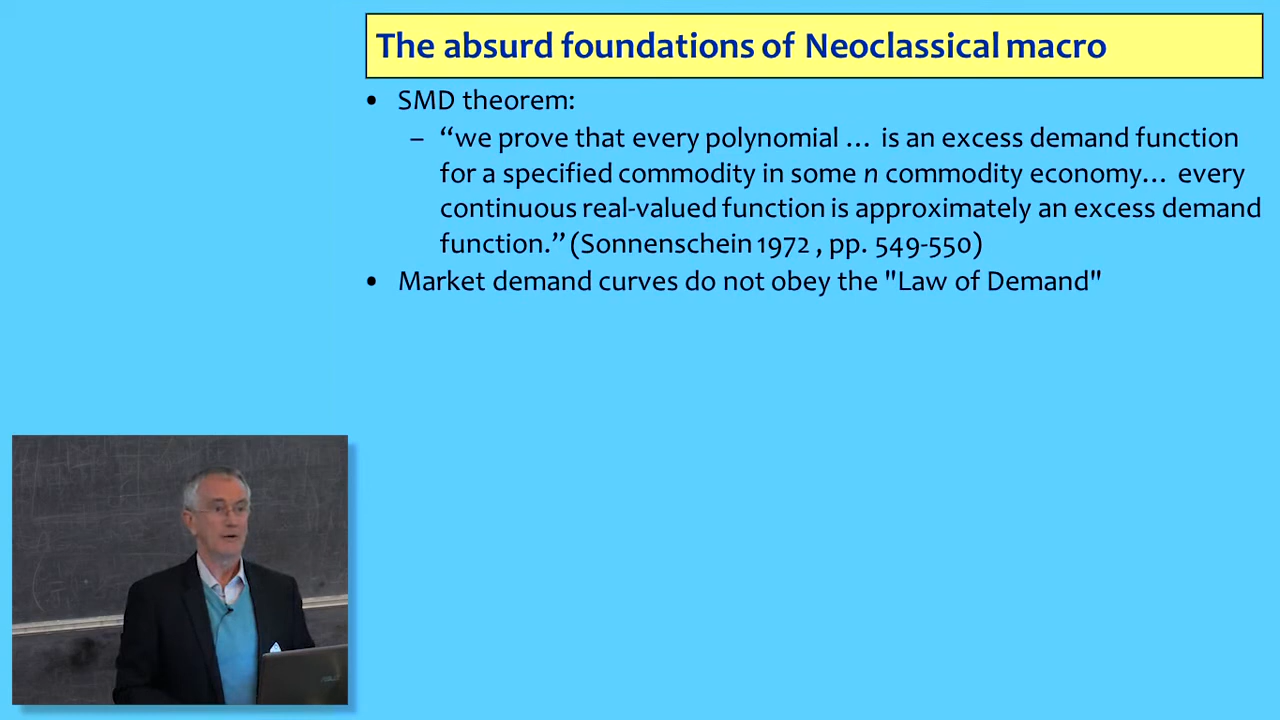 The absurd foundations of Neoclassical macro
• SMD theorem:
– “we prove that every polynomial … is an excess demand function
for a specified commodity in some n commodity economy… every
continuous real-valued function is approximately an excess demand
function.” (Sonnenschein 1972 , pp. 549-550)
• Market demand curves do not obey the "Law of Demand"